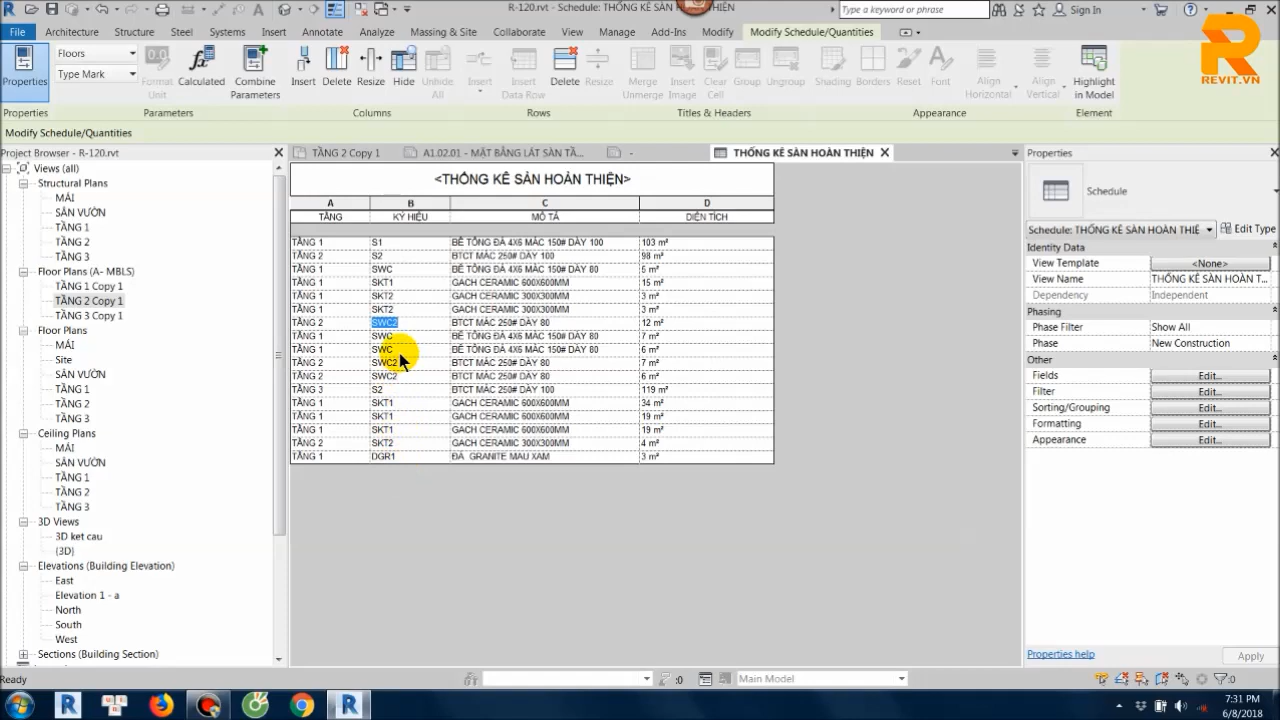 R-120.rvt - Schedule: THỐNG KÊ SÀN HOÀN THIỆN
Type a keyword or phrase
Sign In
File Architecture Structure Steel Systems Insert Annotate Analyze Massing & Site Collaborate View Manage Add-Ins Modify Modify Schedule/Quantities
REVIT.VN
Properties
Floors
Type Mark
Format Unit
Calculated
Combine Parameters
Insert
Delete
Resize
Hide
Unhide All
Insert
Insert Data Row
Delete
Resize
Merge Unmerge
Insert Image
Clear Cell
Group
Ungroup
Shading
Borders
Reset
Font
Align Horizontal
Align Vertical
Highlight in Model
Properties Parameters Columns Rows Titles & Headers Appearance Element
Modify Schedule/Quantities
Project Browser - R-120.rvt
TẦNG 2 Copy 1
A1.02.01 - MẶT BẰNG LÁT SÀN TẦ...
-
THỐNG KÊ SÀN HOÀN THIỆN
Properties
Views (all)
Structural Plans
MÁI
SÂN VƯỜN
TẦNG 1
TẦNG 2
TẦNG 3
Floor Plans (A- MBLS)
TẦNG 1 Copy 1
TẦNG 2 Copy 1
TẦNG 3 Copy 1
Floor Plans
MÁI
Site
SÂN VƯỜN
TẦNG 1
TẦNG 2
TẦNG 3
Ceiling Plans
MÁI
SÂN VƯỜN
TẦNG 1
TẦNG 2
TẦNG 3
3D Views
3D ket cau
{3D}
Elevations (Building Elevation)
East
Elevation 1 - a
North
South
West
Sections (Building Section)
<THỐNG KÊ SÀN HOÀN THIỆN>
A B C D
TẦNG KÝ HIỆU MÔ TẢ DIỆN TÍCH
TẦNG 1 S1 BÊ TÔNG ĐÁ 4X6 MÁC 150# DÀY 100 103 m²
TẦNG 2 S2 BTCT MÁC 250# DÀY 100 98 m²
TẦNG 1 SWC BÊ TÔNG ĐÁ 4X6 MÁC 150# DÀY 80 5 m²
TẦNG 1 SKT1 GẠCH CERAMIC 600X600MM 15 m²
TẦNG 1 SKT2 GẠCH CERAMIC 300X300MM 3 m²
TẦNG 1 SKT2 GẠCH CERAMIC 300X300MM 3 m²
TẦNG 2 SWC2 BTCT MÁC 250# DÀY 80 12 m²
TẦNG 1 SWC BÊ TÔNG ĐÁ 4X6 MÁC 150# DÀY 80 7 m²
TẦNG 1 SWC BÊ TÔNG ĐÁ 4X6 MÁC 150# DÀY 80 6 m²
TẦNG 2 SWC2 BTCT MÁC 250# DÀY 80 7 m²
TẦNG 2 SWC2 BTCT MÁC 250# DÀY 80 6 m²
TẦNG 3 S2 BTCT MÁC 250# DÀY 100 119 m²
TẦNG 1 SKT1 GẠCH CERAMIC 600X600MM 34 m²
TẦNG 1 SKT1 GẠCH CERAMIC 600X600MM 19 m²
TẦNG 1 SKT1 GẠCH CERAMIC 600X600MM 19 m²
TẦNG 2 SKT2 GẠCH CERAMIC 300X300MM 4 m²
TẦNG 1 DGR1 ĐÁ GRANITE MÀU XÁM 3 m²
Schedule
Schedule: THỐNG KÊ SÀN HOÀN THIỆ
Edit Type
Identity Data
View Template <None>
View Name THỐNG KÊ SÀN HOÀN T...
Dependency Independent
Phasing
Phase Filter Show All
Phase New Construction
Other
Fields Edit...
Filter Edit...
Sorting/Grouping Edit...
Formatting Edit...
Appearance Edit...
Properties help
Apply
Ready
:0
Main Model
:0
7:31 PM
6/8/2018